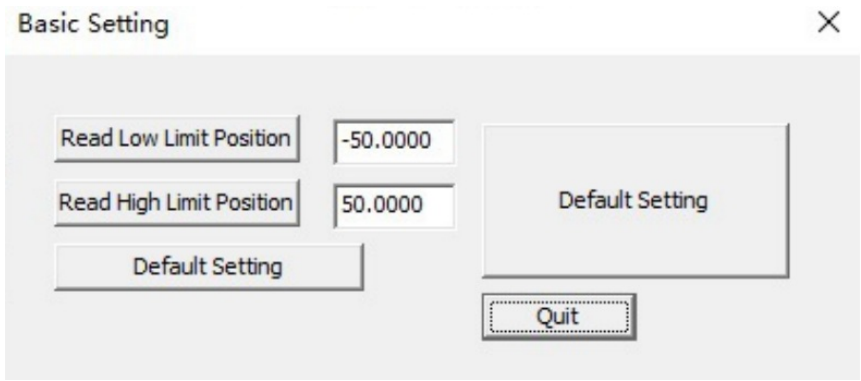 Basic Setting
Read Low Limit Position
-50.0000
Read High Limit Position
50.0000
Default Setting
Default Setting
Quit